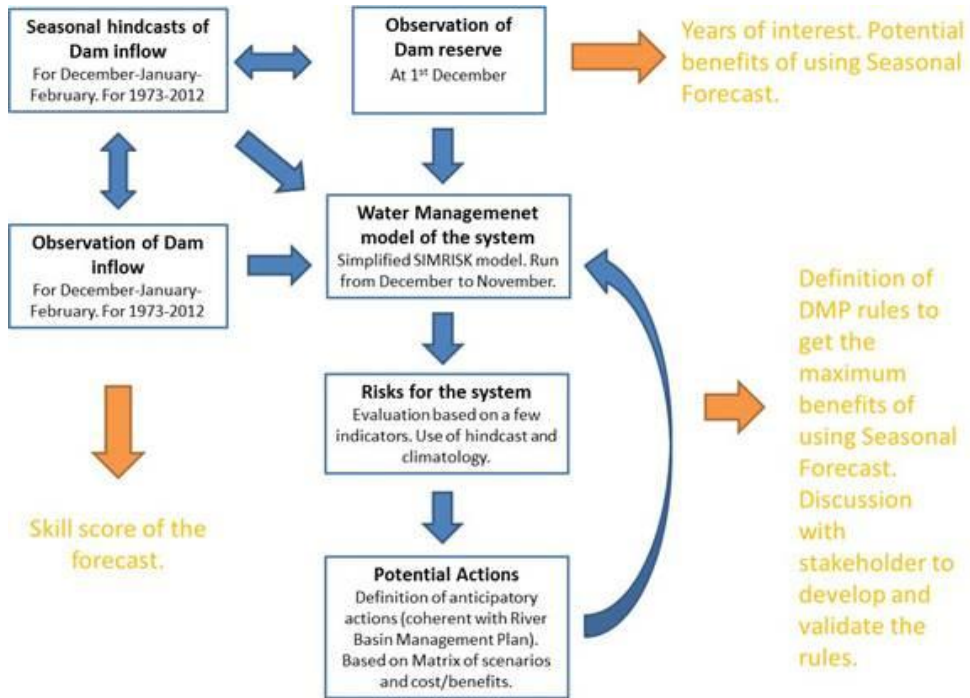 Seasonal hindcasts of
Dam inflow
For December-January-
February. For 1973-2012
Observation of
Dam reserve
At 1st December
Years of interest. Potential
benefits of using Seasonal
Forecast.
Observation of Dam
inflow
For December-January-
February. For 1973-2012
Water Managemenet
model of the system
Simplified SIMRISK model. Run
from December to November.
Risks for the system
Evaluation based on a few
indicators. Use of hindcast and
climatology.
Potential Actions
Definition of anticipatory
actions (coherent with River
Basin Management Plan).
Based on Matrix of scenarios
and cost/benefits.
Skill score of the
forecast.
Definition of
DMP rules to
get the
maximum
benefits of
using Seasonal
Forecast.
Discussion
with
stakeholder to
develop and
validate the
rules.